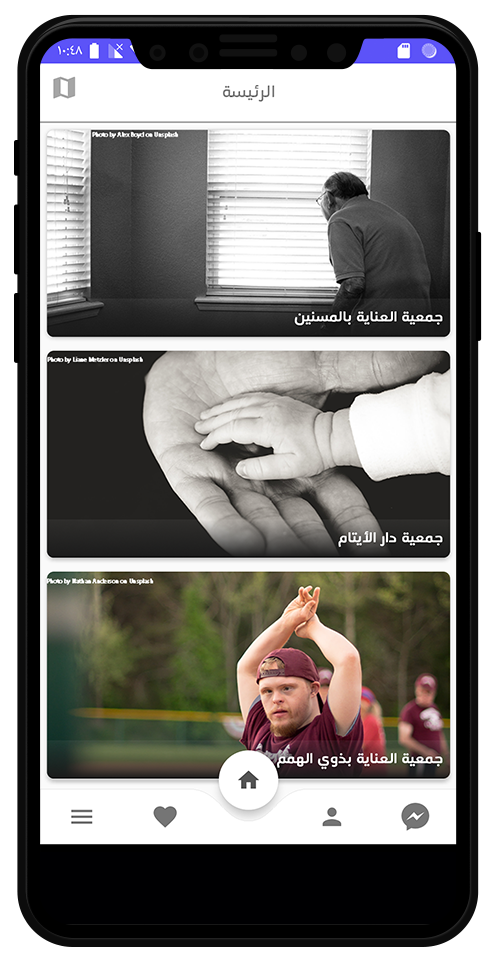 ١٠:٤٨
الرئيسة
Photo by Alex Boyd on Unsplash
جمعية العناية بالمسنين
Photo by Liane Metzler on Unsplash
جمعية دار الأيتام
Photo by Nathan Anderson on Unsplash
جمعية العناية بذوي الهمم